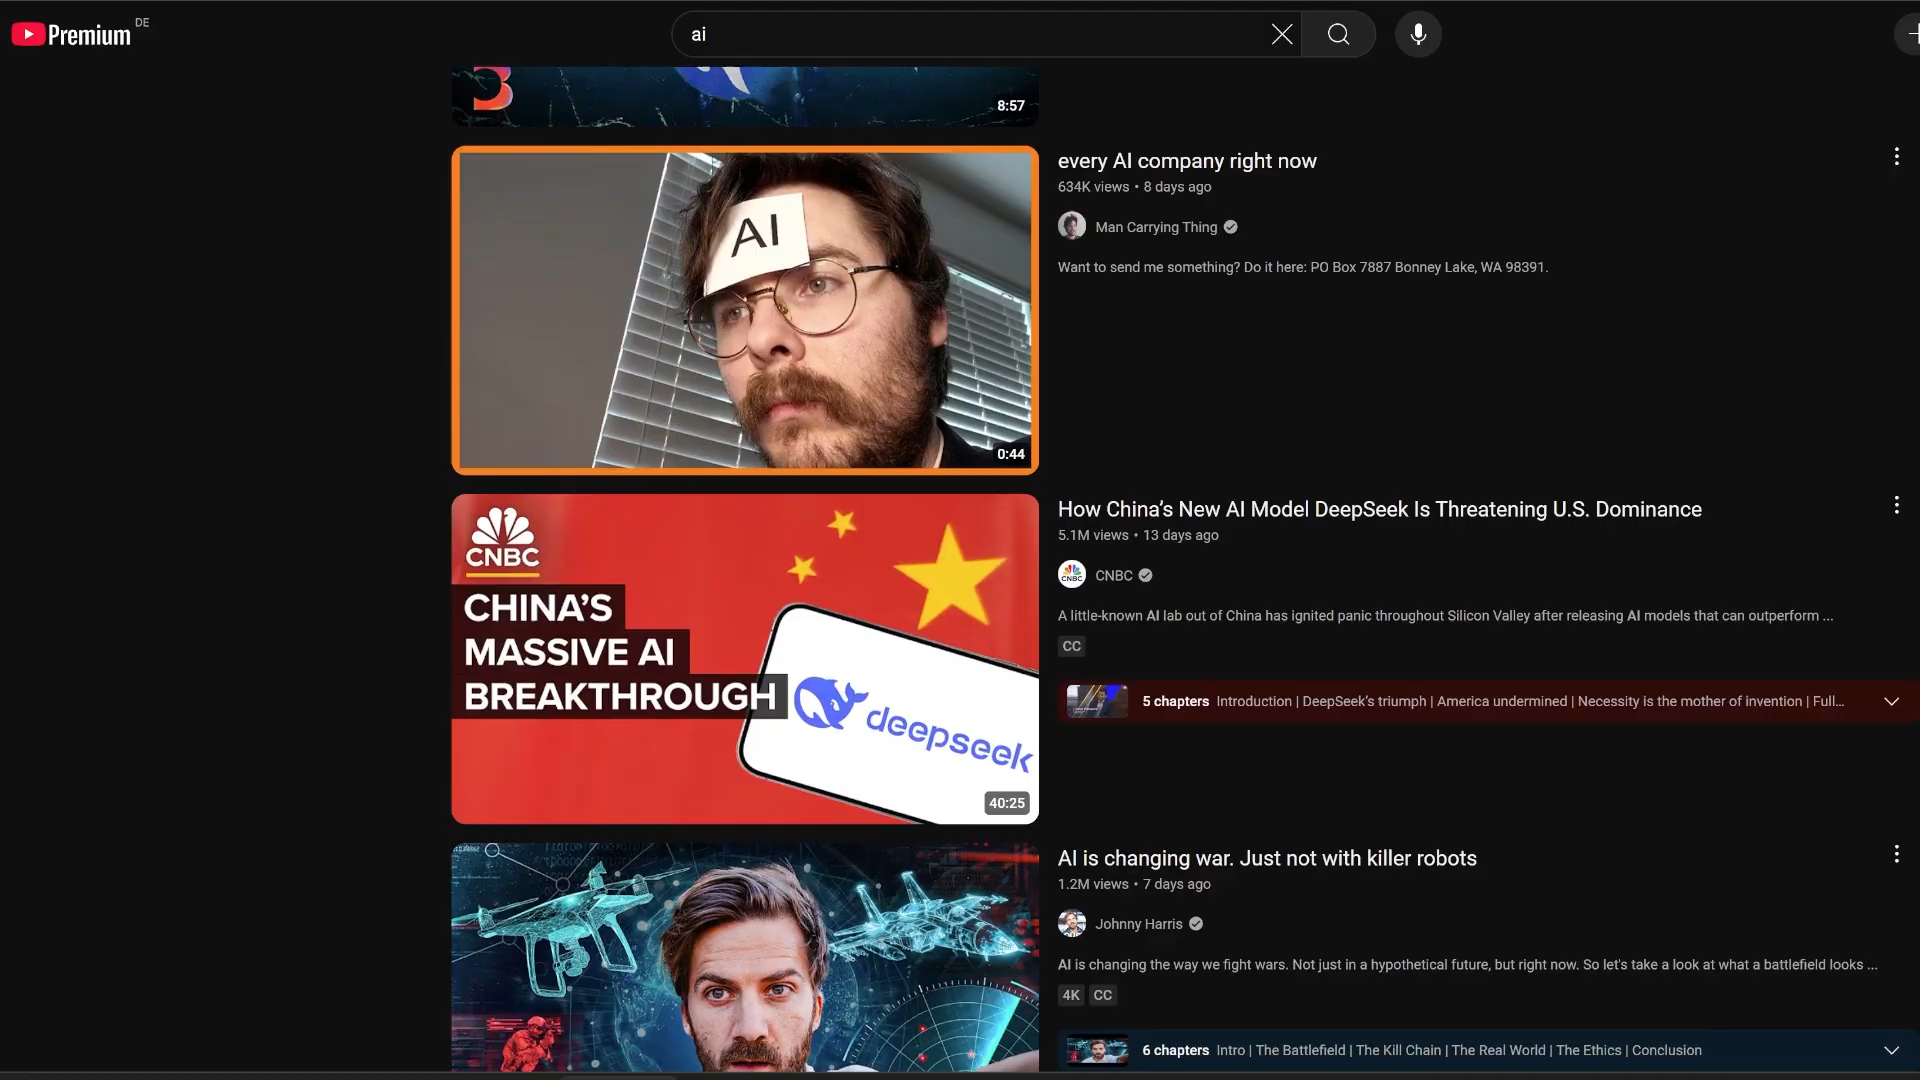 Premium
DE
ai
8:57
AI
0:44
every AI company right now
634K views • 8 days ago
Man Carrying Thing
Want to send me something? Do it here: PO Box 7887 Bonney Lake, WA 98391.
CNBC
CHINA'S
MASSIVE AI
BREAKTHROUGH
deepseek
40:25
How China's New AI Model DeepSeek Is Threatening U.S. Dominance
5.1M views • 13 days ago
CNBC
CNBC
A little-known AI lab out of China has ignited panic throughout Silicon Valley after releasing AI models that can outperform ...
CC
5 chapters Introduction | DeepSeek's triumph | America undermined | Necessity is the mother of invention | Full...
AI is changing war. Just not with killer robots
1.2M views • 7 days ago
Johnny Harris
AI is changing the way we fight wars. Not just in a hypothetical future, but right now. So let's take a look at what a battlefield looks ...
4K CC
6 chapters Intro | The Battlefield | The Kill Chain | The Real World | The Ethics | Conclusion